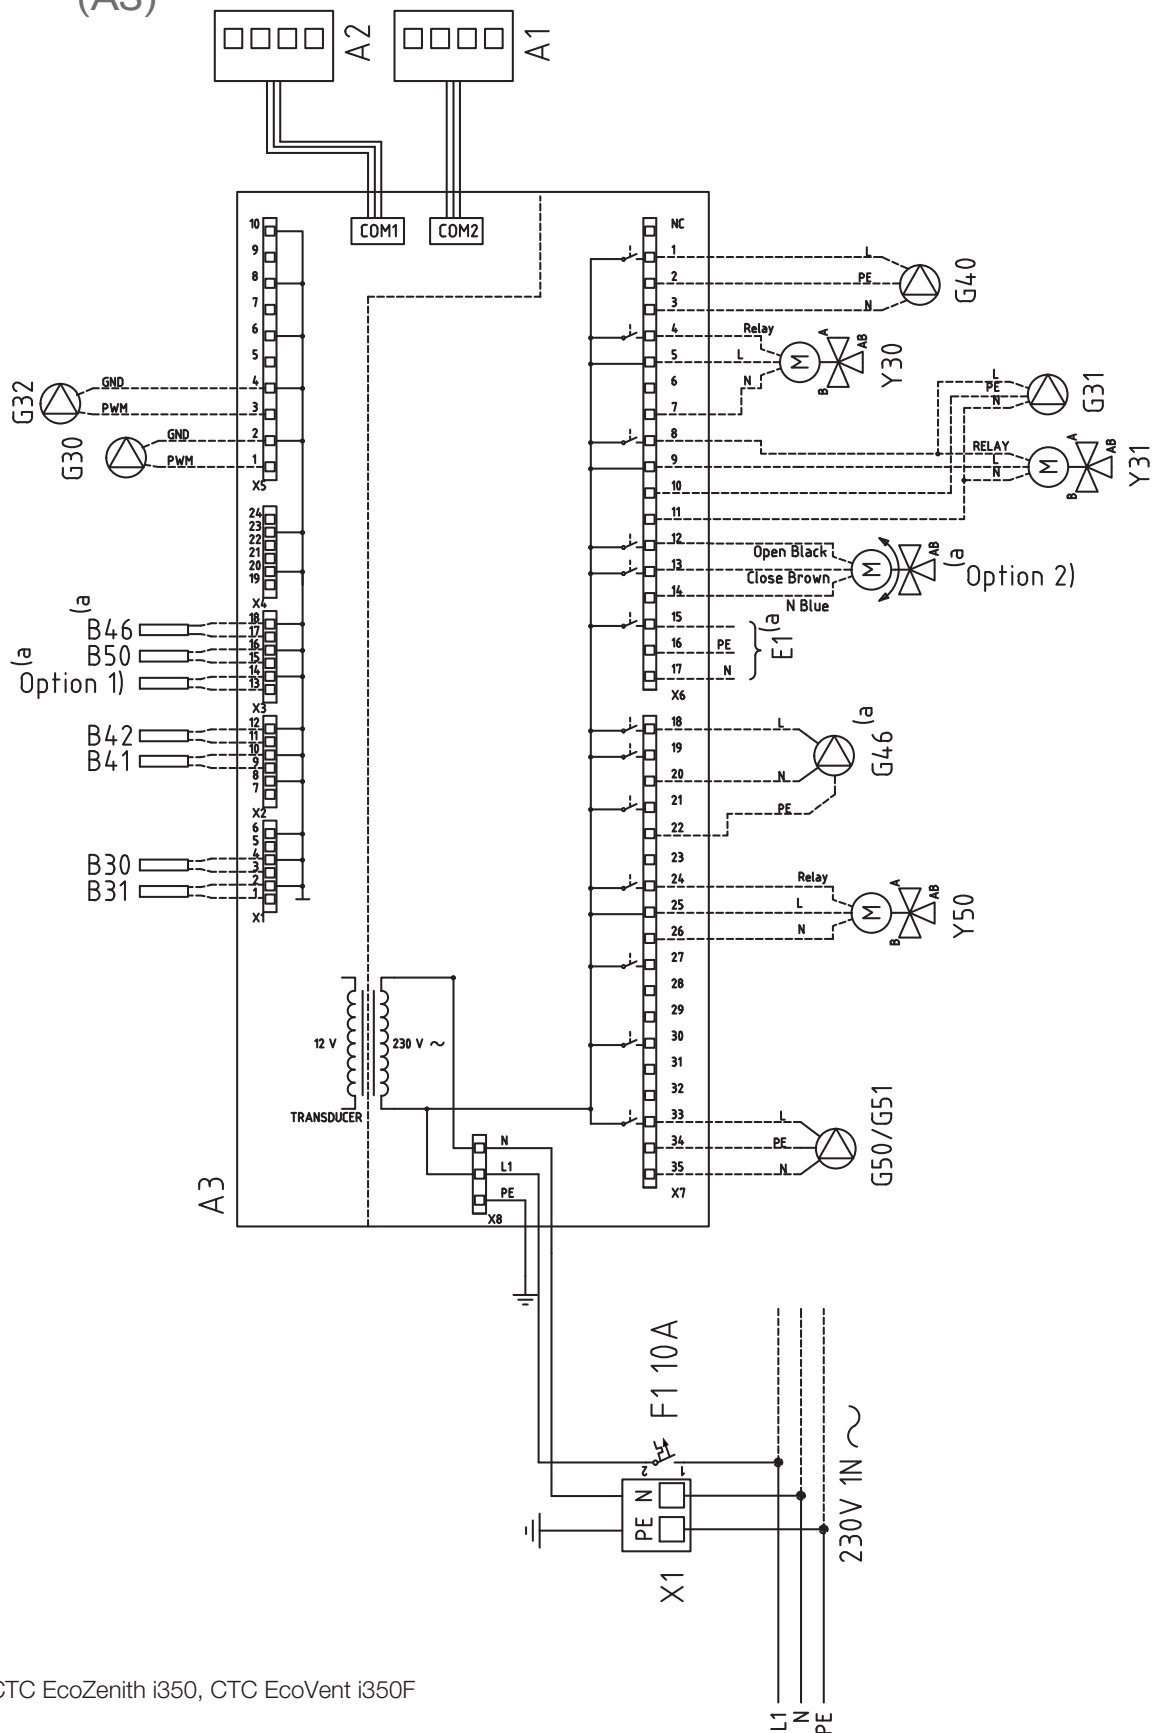 (A3)
A2
A1
COM1
COM2
10
9
8
7
6
5
4
3
2
1
X5
24
23
22
21
20
19
X4
18
17
16
15
14
13
X3
12
11
10
9
8
7
X2
6
5
4
3
2
1
X1
G32
GND
PWM
G30
GND
PWM
(a
B46
B50
(a
Option 1)
B42
B41
B30
B31
NC
1
2
3
4
5
6
7
8
9
10
11
12
13
14
15
16
17
X6
18
19
20
21
22
23
24
25
26
27
28
29
30
31
32
33
34
35
X7
L
PE
N
G40
Relay
L
N
M
A
AB
B
Y30
L
PE
N
G31
RELAY
L
N
M
A
AB
B
Y31
Open Black
Close Brown
N Blue
M
AB
(a
Option 2)
PE
N
E1 (a
L
N
PE
G46 (a
Relay
L
N
M
A
AB
B
Y50
L
PE
N
G50/G51
12 V
230 V ~
TRANSDUCER
N
L1
PE
X8
A3
F1 10A
2
1
N
PE
X1
230V 1N ~
L1
N
PE
CTC EcoZenith i350, CTC EcoVent i350F